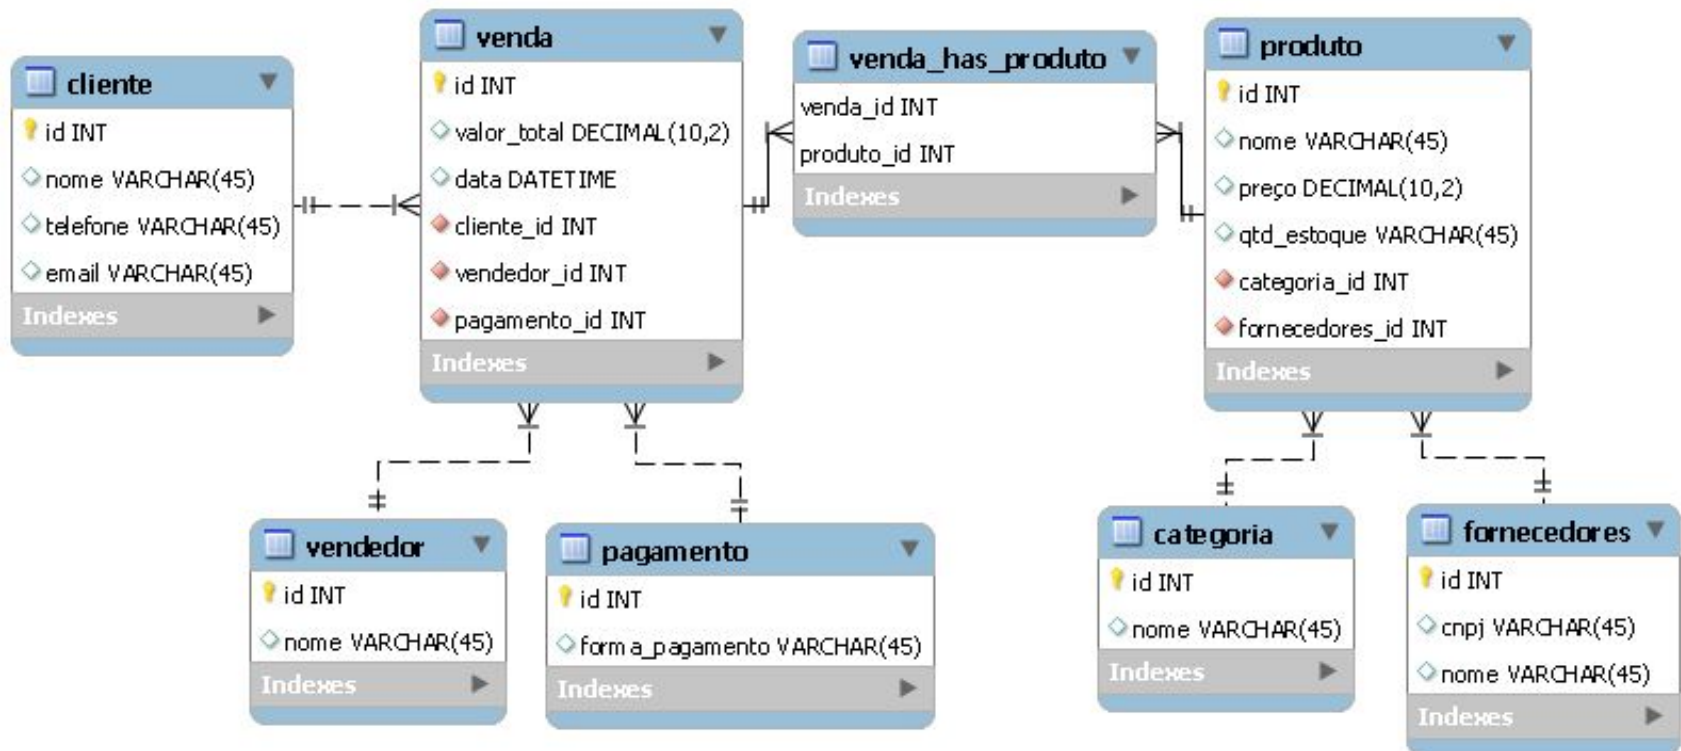 cliente
id INT
nome VARCHAR(45)
telefone VARCHAR(45)
email VARCHAR(45)
Indexes
venda
id INT
valor_total DECIMAL(10,2)
data DATETIME
cliente_id INT
vendedor_id INT
pagamento_id INT
Indexes
venda_has_produto
venda_id INT
produto_id INT
Indexes
produto
id INT
nome VARCHAR(45)
preço DECIMAL(10,2)
qtd_estoque VARCHAR(45)
categoria_id INT
fornecedores_id INT
Indexes
vendedor
id INT
nome VARCHAR(45)
Indexes
pagamento
id INT
forma_pagamento VARCHAR(45)
Indexes
categoria
id INT
nome VARCHAR(45)
Indexes
fornecedores
id INT
cnpj VARCHAR(45)
nome VARCHAR(45)
Indexes